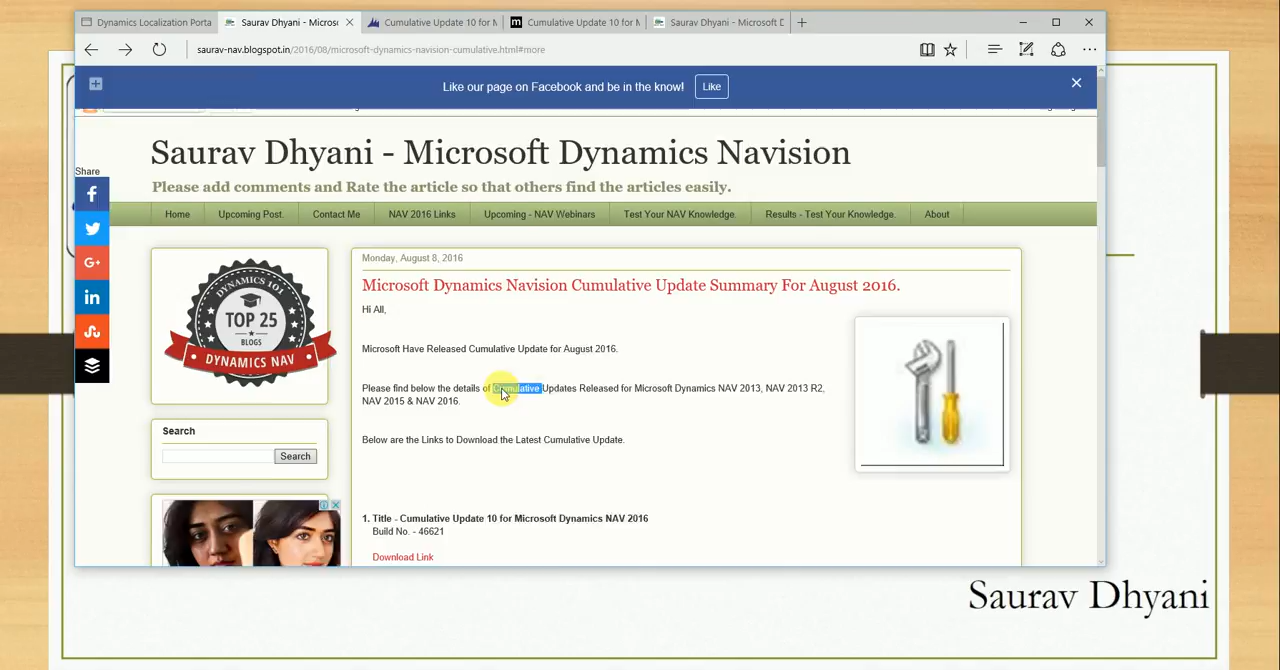 Dynamics Localization Porta
Saurav Dhyani - Microso
Cumulative Update 10 for M
m Cumulative Update 10 for M
Saurav Dhyani - Microsoft D
saurav-nav.blogspot.in/2016/08/microsoft-dynamics-navision-cumulative.html#more
Like our page on Facebook and be in the know! Like
Saurav Dhyani - Microsoft Dynamics Navision
Please add comments and Rate the article so that others find the articles easily.
Share
Home Upcoming Post. Contact Me NAV 2016 Links Upcoming - NAV Webinars Test Your NAV Knowledge. Results - Test Your Knowledge. About
DYNAMICS 101
TOP 25
BLOGS
DYNAMICS NAV
Search
Search
Monday, August 8, 2016
Microsoft Dynamics Navision Cumulative Update Summary For August 2016.
Hi All,
Microsoft Have Released Cumulative Update for August 2016.
Please find below the details of Cumulative Updates Released for Microsoft Dynamics NAV 2013, NAV 2013 R2,
NAV 2015 & NAV 2016.
Below are the Links to Download the Latest Cumulative Update.
1. Title - Cumulative Update 10 for Microsoft Dynamics NAV 2016
Build No. - 46621
Download Link
Saurav Dhyani